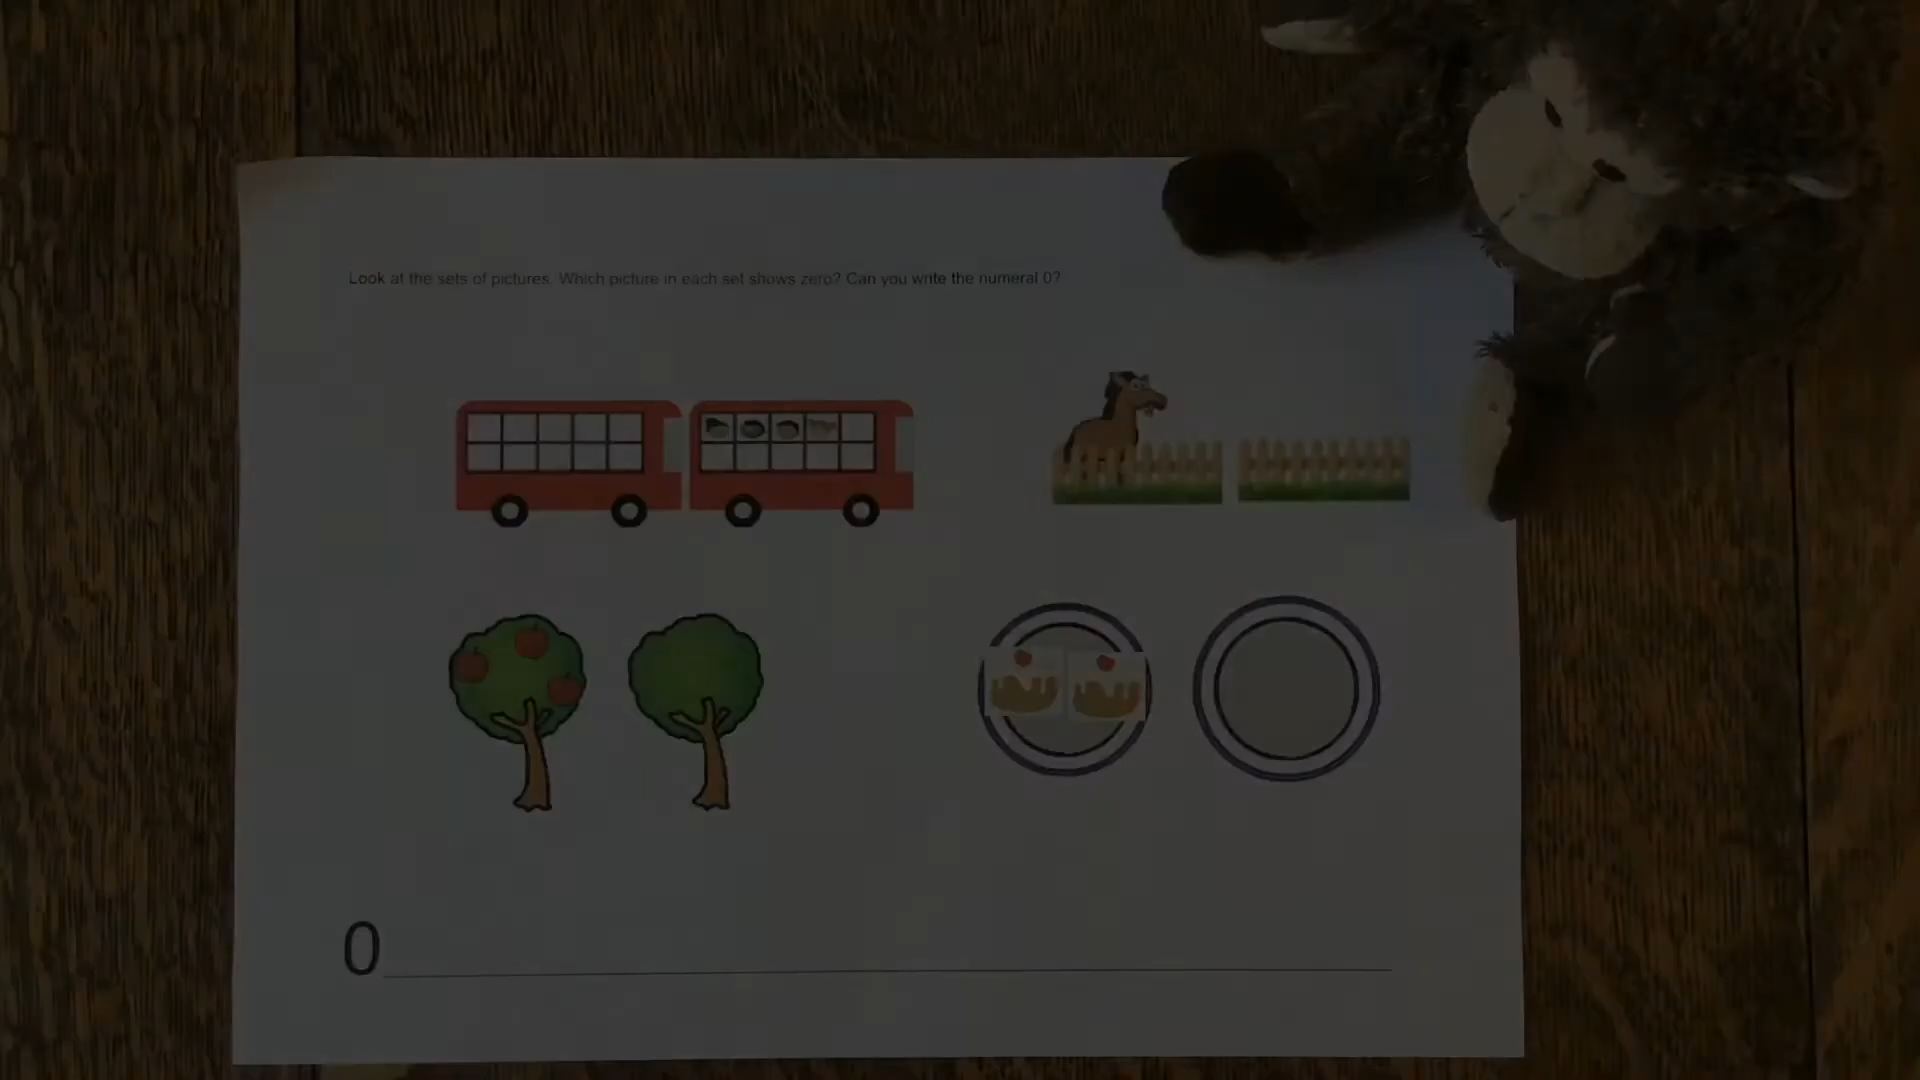 Look at the sets of pictures. Which picture in each set shows zero? Can you write the numeral 0?
0